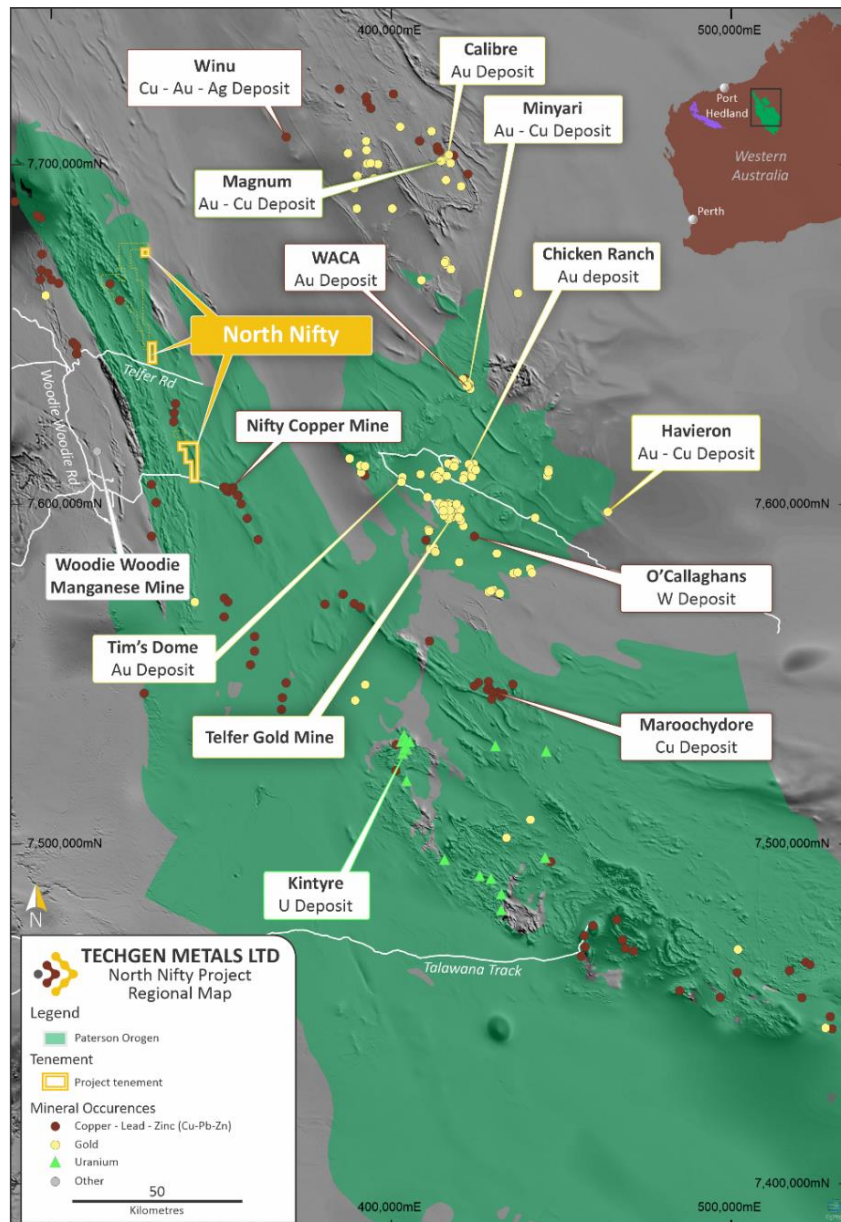 400,000mE
500,000mE
Winu
Cu - Au - Ag Deposit
Calibre
Au Deposit
Minyari
Au - Cu Deposit
Port
Hedland
Western
Australia
Perth
7,700,000mN
Magnum
Au - Cu Deposit
WACA
Au Deposit
Chicken Ranch
Au deposit
North Nifty
Telfer Rd
Woodie Woodie Rd
Nifty Copper Mine
Havieron
Au - Cu Deposit
7,600,000mN
7,600,000mN
Woodie Woodie
Manganese Mine
O'Callaghans
W Deposit
Tim's Dome
Au Deposit
Telfer Gold Mine
Maroochydore
Cu Deposit
7,500,000mN
7,500,000mN
Kintyre
U Deposit
N
Talawana Track
TECHGEN METALS LTD
North Nifty Project
Regional Map
Legend
Paterson Orogen
Tenement
Project tenement
Mineral Occurences
Copper - Lead - Zinc (Cu-Pb-Zn)
Gold
Uranium
Other
50
Kilometres
7,400,000mN
400,000mE
500,000mE